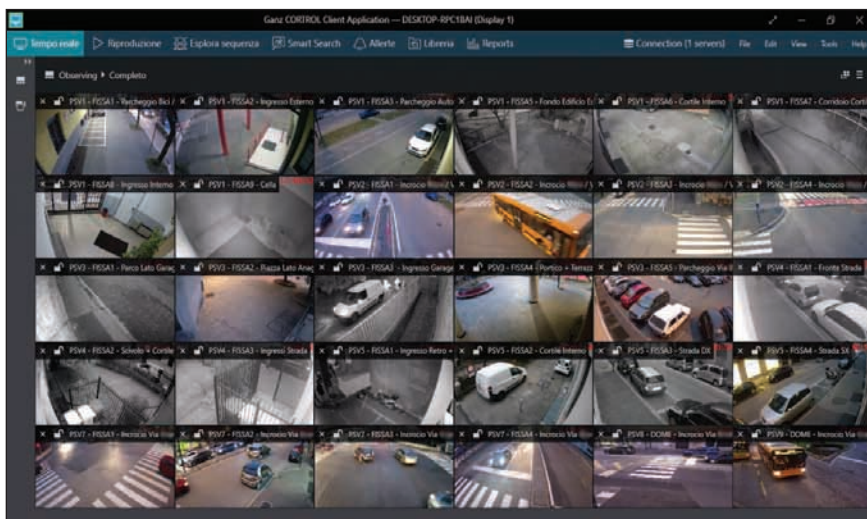 Ganz CORTROL Client Application — DESKTOP-RPC1BAI (Display 1)
Tempo reale Riproduzione Esplora sequenza Smart Search Allerte Libreria Reports Connection (1 servers) File Edit View Tools Help
Observing Completo
PSV1 - FISSA1 - Parcheggio Bici / PSV1 - FISSA2 - Ingresso Esterno PSV1 - FISSA3 - Parcheggio Auto PSV1 - FISSA5 - Fondo Edificio Es PSV1 - FISSA6 - Cortile Interno PSV1 - FISSA7 - Corridoio Cort
PSV1 - FISSA8 - Ingresso Interno PSV1 - FISSA9 - Cella PSV2 - FISSA1 - Incrocio PSV2 - FISSA2 - Incrocio PSV2 - FISSA3 - Incrocio PSV2 - FISSA4 - Incrocio
PSV3 - FISSA1 - Parco Lato Garag PSV3 - FISSA2 - Piazza Lato Anag PSV3 - FISSA3 - Ingresso Garage PSV3 - FISSA4 - Portico + Terraz PSV3 - FISSA5 - Parcheggio Via PSV4 - FISSA1 - Fronte Strada
PSV4 - FISSA2 - Scivolo + Cortile PSV4 - FISSA3 - Ingressi Strada PSV5 - FISSA1 - Ingresso Retro + PSV5 - FISSA2 - Cortile Interno PSV5 - FISSA3 - Strada DX PSV5 - FISSA4 - Strada SX
PSV7 - FISSA1 - Incrocio Via PSV7 - FISSA2 - Incrocio Via PSV7 - FISSA3 - Incrocio Via PSV7 - FISSA4 - Incrocio Via PSV8 - DOME - Incrocio Via PSV9 - DOME - Incrocio Via